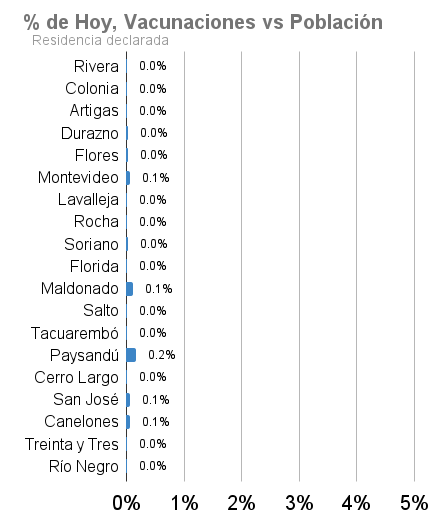 % de Hoy, Vacunaciones vs Población
Residencia declarada
Rivera 0.0%
Colonia 0.0%
Artigas 0.0%
Durazno 0.0%
Flores 0.0%
Montevideo 0.1%
Lavalleja 0.0%
Rocha 0.0%
Soriano 0.0%
Florida 0.0%
Maldonado 0.1%
Salto 0.0%
Tacuarembó 0.0%
Paysandú 0.2%
Cerro Largo 0.0%
San José 0.1%
Canelones 0.1%
Treinta y Tres 0.0%
Río Negro 0.0%
0% 1% 2% 3% 4% 5%